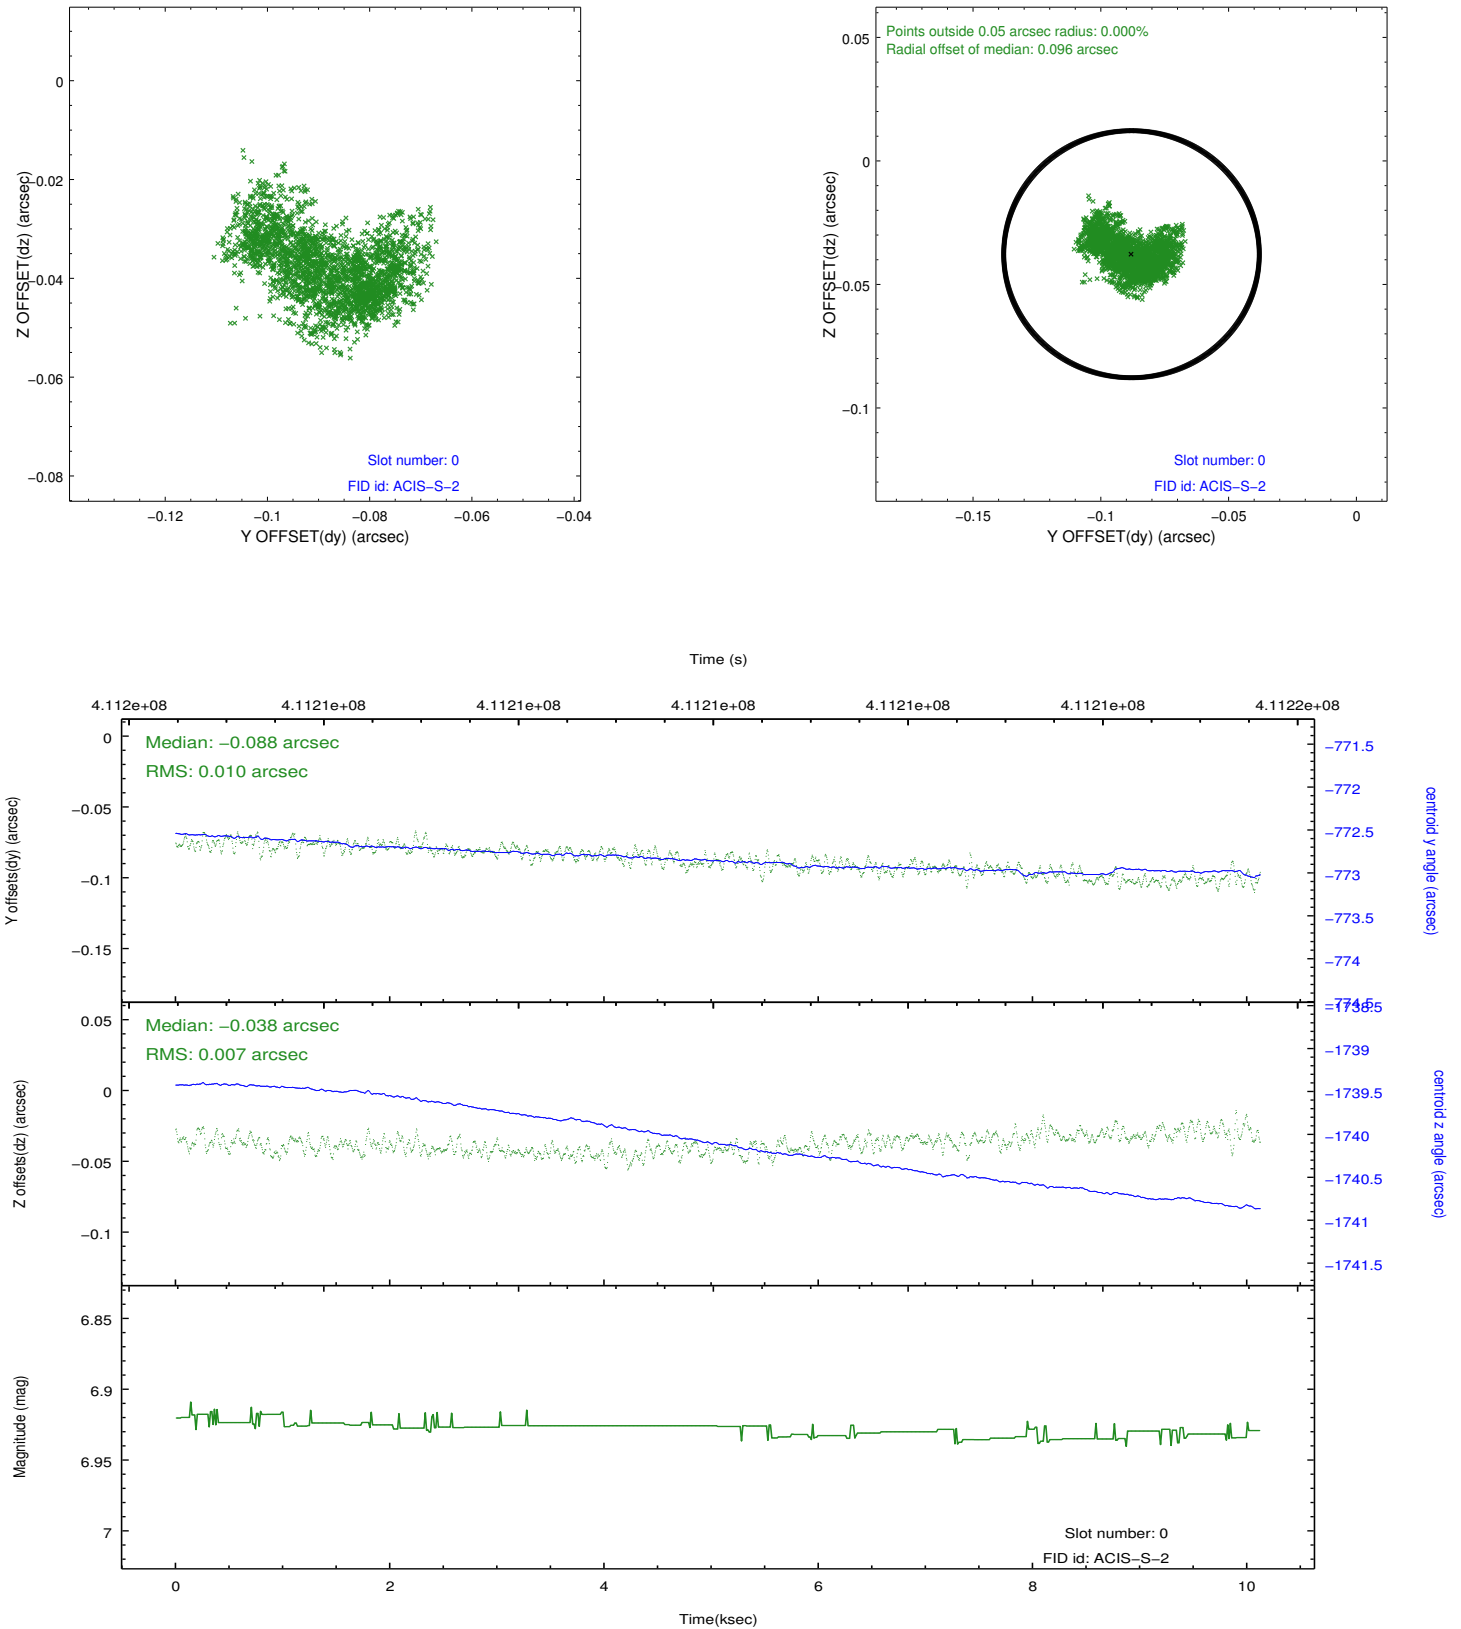 0
−0.02
−0.04
−0.06
−0.08
Z OFFSET(dz) (arcsec)
Slot number: 0
FID id: ACIS−S−2
−0.12
−0.1
−0.08
−0.06
−0.04
Y OFFSET(dy) (arcsec)
Points outside 0.05 arcsec radius: 0.000%
Radial offset of median: 0.096 arcsec
0.05
0
−0.05
−0.1
Z OFFSET(dz) (arcsec)
Slot number: 0
FID id: ACIS−S−2
−0.15
−0.1
−0.05
0
Y OFFSET(dy) (arcsec)
Time (s)
4.112e+08
4.1121e+08
4.1121e+08
4.1121e+08
4.1121e+08
4.1121e+08
4.1122e+08
Median: −0.088 arcsec
RMS: 0.010 arcsec
0
−0.05
−0.1
−0.15
Y offsets(dy) (arcsec)
−771.5
−772
−772.5
−773
−773.5
−774
−774.5
centroid y angle (arcsec)
Median: −0.038 arcsec
RMS: 0.007 arcsec
0.05
0
−0.05
−0.1
Z offsets(dz) (arcsec)
−1738.5
−1739
−1739.5
−1740
−1740.5
−1741
−1741.5
centroid z angle (arcsec)
6.85
6.9
6.95
7
Magnitude (mag)
Slot number: 0
FID id: ACIS−S−2
0
2
4
6
8
10
Time(ksec)